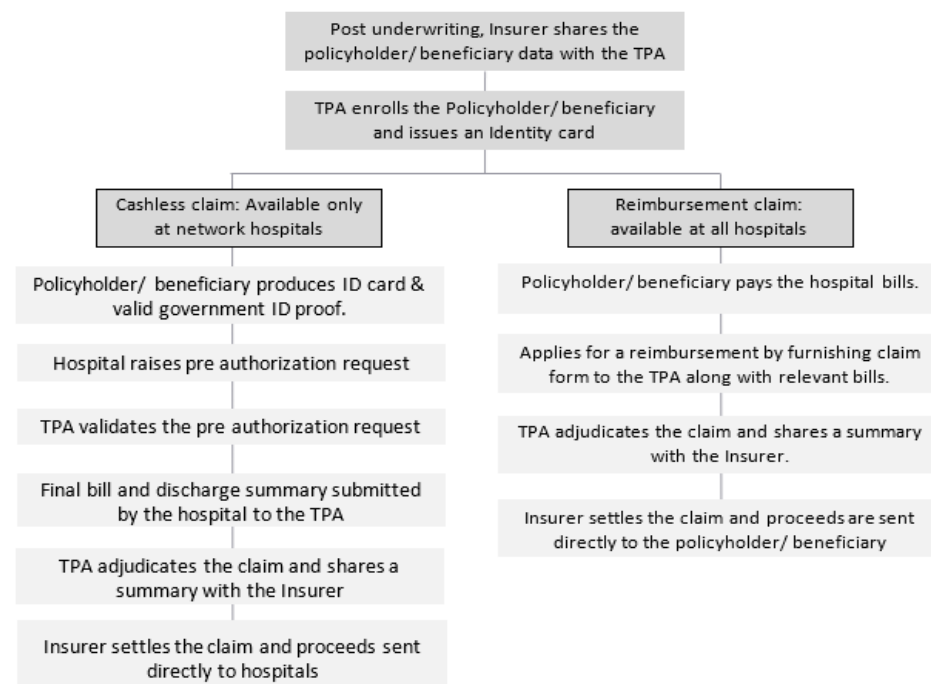 Post underwriting, Insurer shares the
policyholder/ beneficiary data with the TPA
TPA enrolls the Policyholder/ beneficiary
and issues an Identity card
Cashless claim: Available only
at network hospitals
Policyholder/ beneficiary produces ID card &
valid government ID proof.
Hospital raises pre authorization request
TPA validates the pre authorization request
Final bill and discharge summary submitted
by the hospital to the TPA
TPA adjudicates the claim and shares a
summary with the Insurer
Insurer settles the claim and proceeds sent
directly to hospitals
Reimbursement claim:
available at all hospitals
Policyholder/ beneficiary pays the hospital bills.
Applies for a reimbursement by furnishing claim
form to the TPA along with relevant bills.
TPA adjudicates the claim and shares a summary
with the Insurer.
Insurer settles the claim and proceeds are sent
directly to the policyholder/ beneficiary